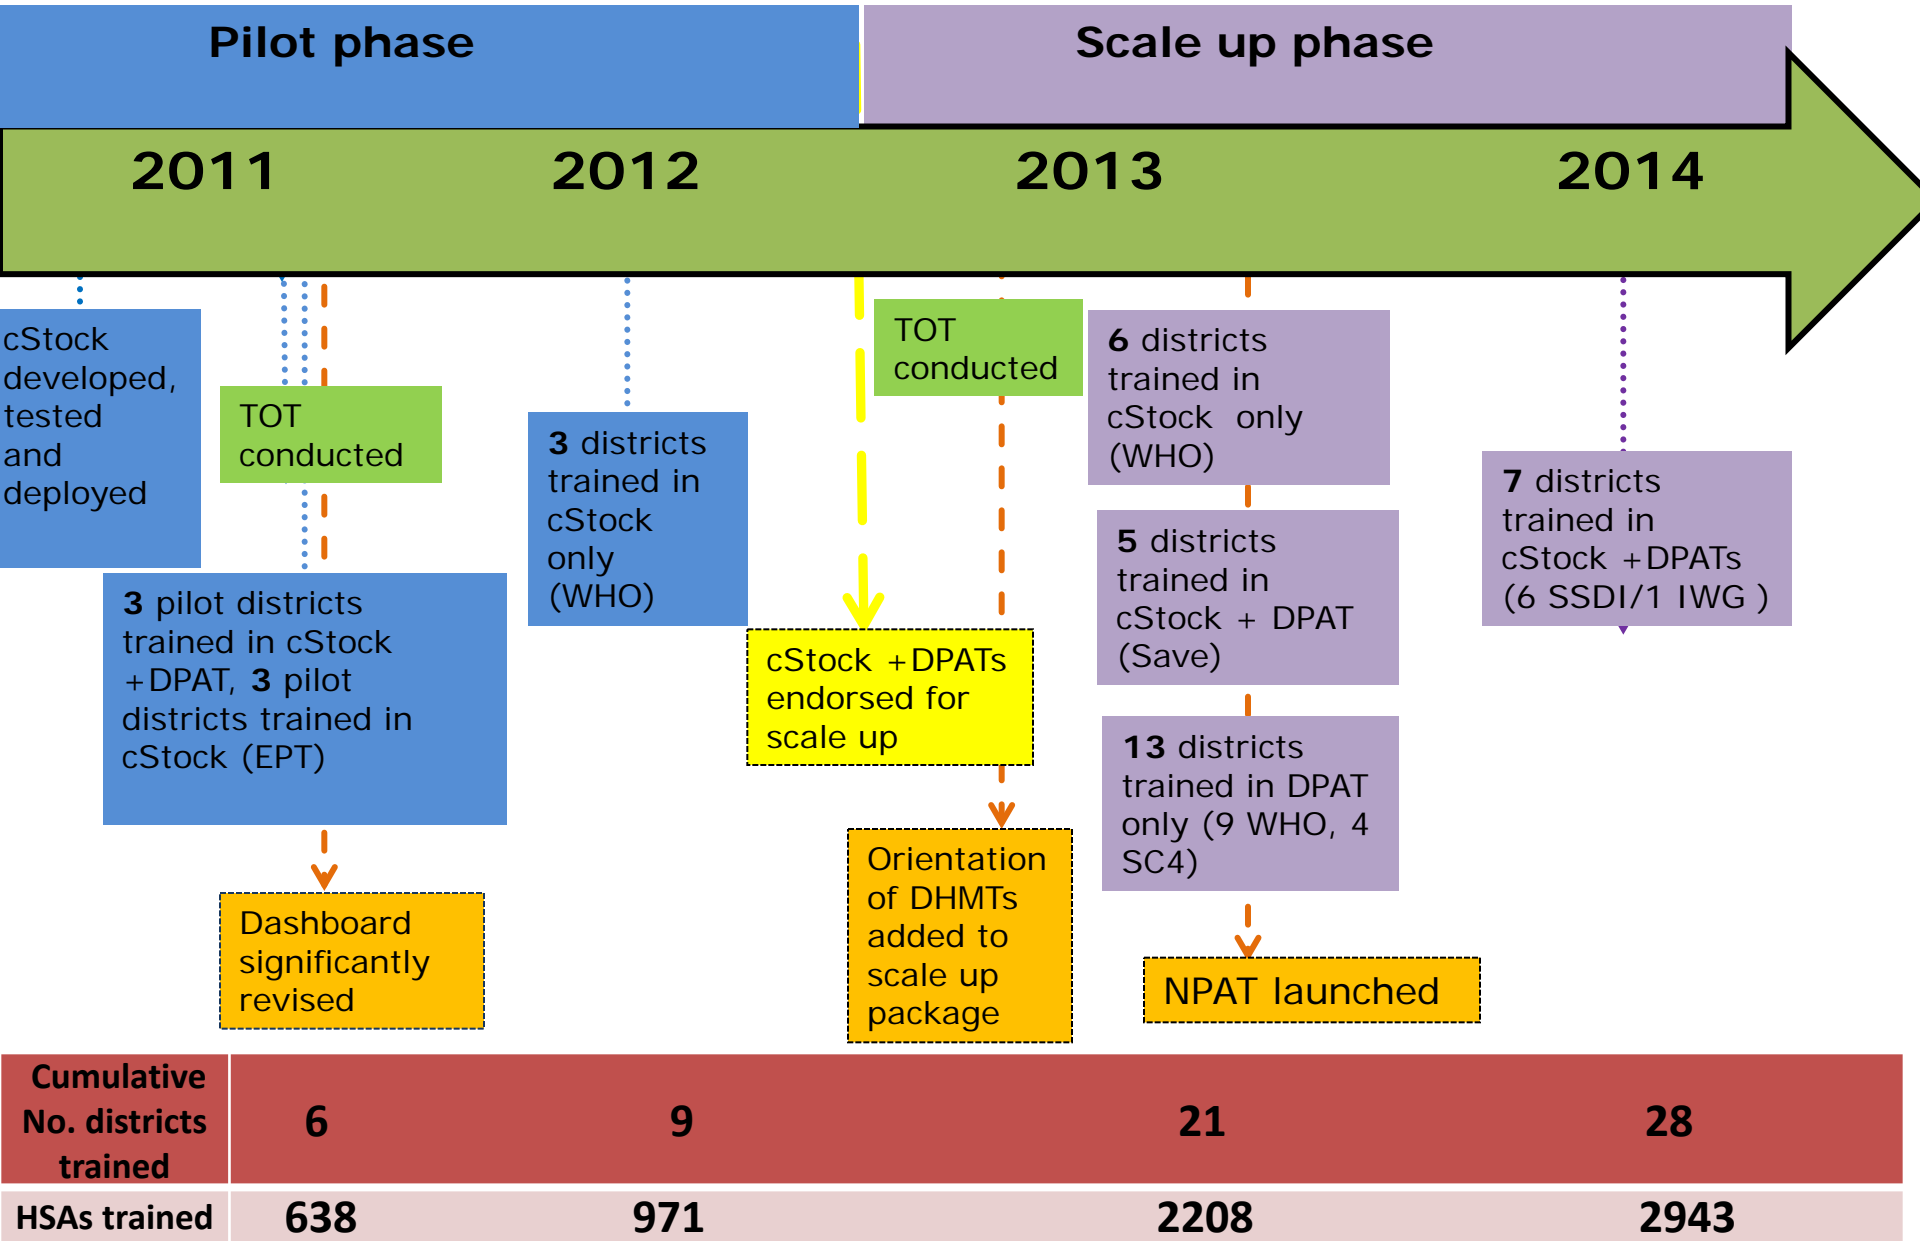 Pilot phase
Scale up phase
2011
2012
2013
2014
cStock
developed,
tested
and
deployed
TOT
conducted
3 pilot districts
trained in cStock
+DPAT, 3 pilot
districts trained in
cStock (EPT)
Dashboard
significantly
revised
3 districts
trained in
cStock
only
(WHO)
cStock +DPATs
endorsed for
scale up
TOT
conducted
Orientation
of DHMTs
added to
scale up
package
6 districts
trained in
cStock only
(WHO)
5 districts
trained in
cStock + DPAT
(Save)
13 districts
trained in DPAT
only (9 WHO, 4
SC4)
NPAT launched
7 districts
trained in
cStock +DPATs
(6 SSDI/1 IWG )
Cumulative
No. districts
trained
6
9
21
28
HSAs trained
638
971
2208
2943